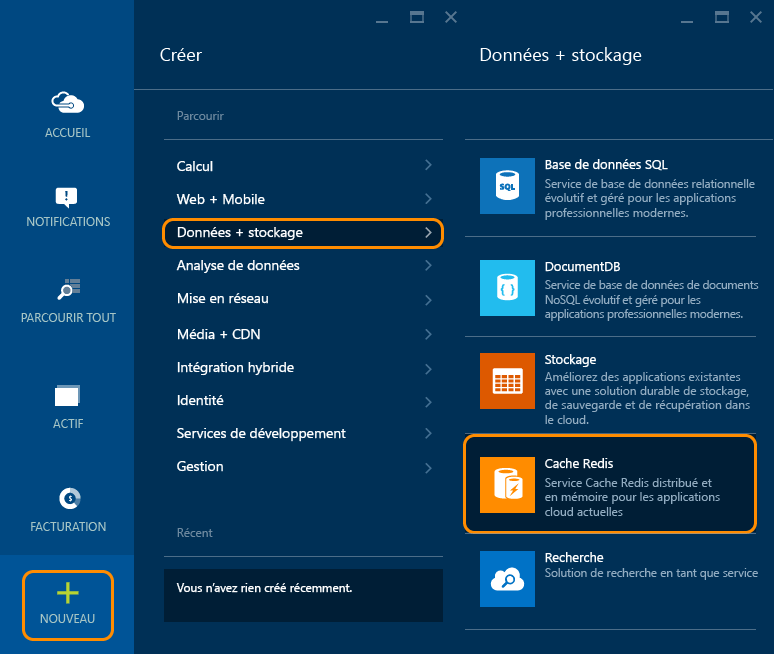 ACCUEIL
NOTIFICATIONS
PARCOURIR TOUT
ACTIF
FACTURATION
NOUVEAU
Créer
Parcourir
Calcul
Web + Mobile
Données + stockage
Analyse de données
Mise en réseau
Média + CDN
Intégration hybride
Identité
Services de développement
Gestion
Récent
Vous n'avez rien créé récemment.
Données + stockage
SQL
Base de données SQL
Service de base de données relationnelle
évolutif et géré pour les applications
professionnelles modernes.
DocumentDB
Service de base de données de documents
NoSQL évolutif et géré pour les
applications professionnelles modernes.
Stockage
Améliorez des applications existantes
avec une solution durable de stockage,
de sauvegarde et de récupération dans
le cloud.
Cache Redis
Service Cache Redis distribué et
en mémoire pour les applications
cloud actuelles
Recherche
Solution de recherche en tant que service